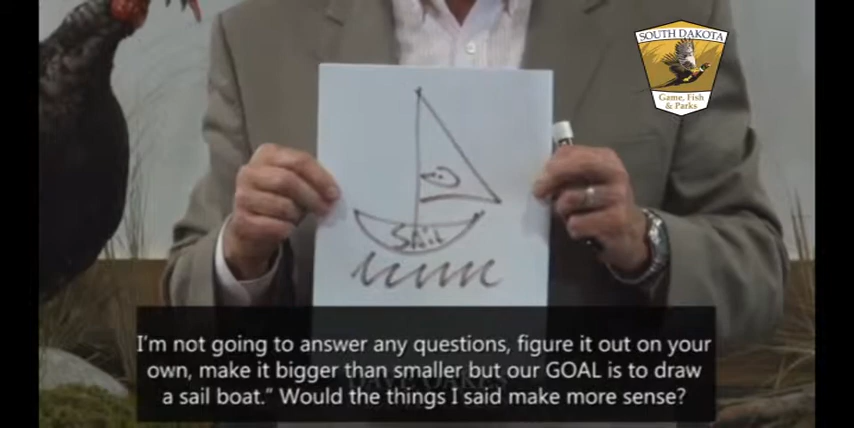 SOUTH DAKOTA
Game, Fish
& Parks
SAIL
I'm not going to answer any questions, figure it out on your
own, make it bigger than smaller but our GOAL is to draw
DAVE OAKES
a sail boat." Would the things I said make more sense?